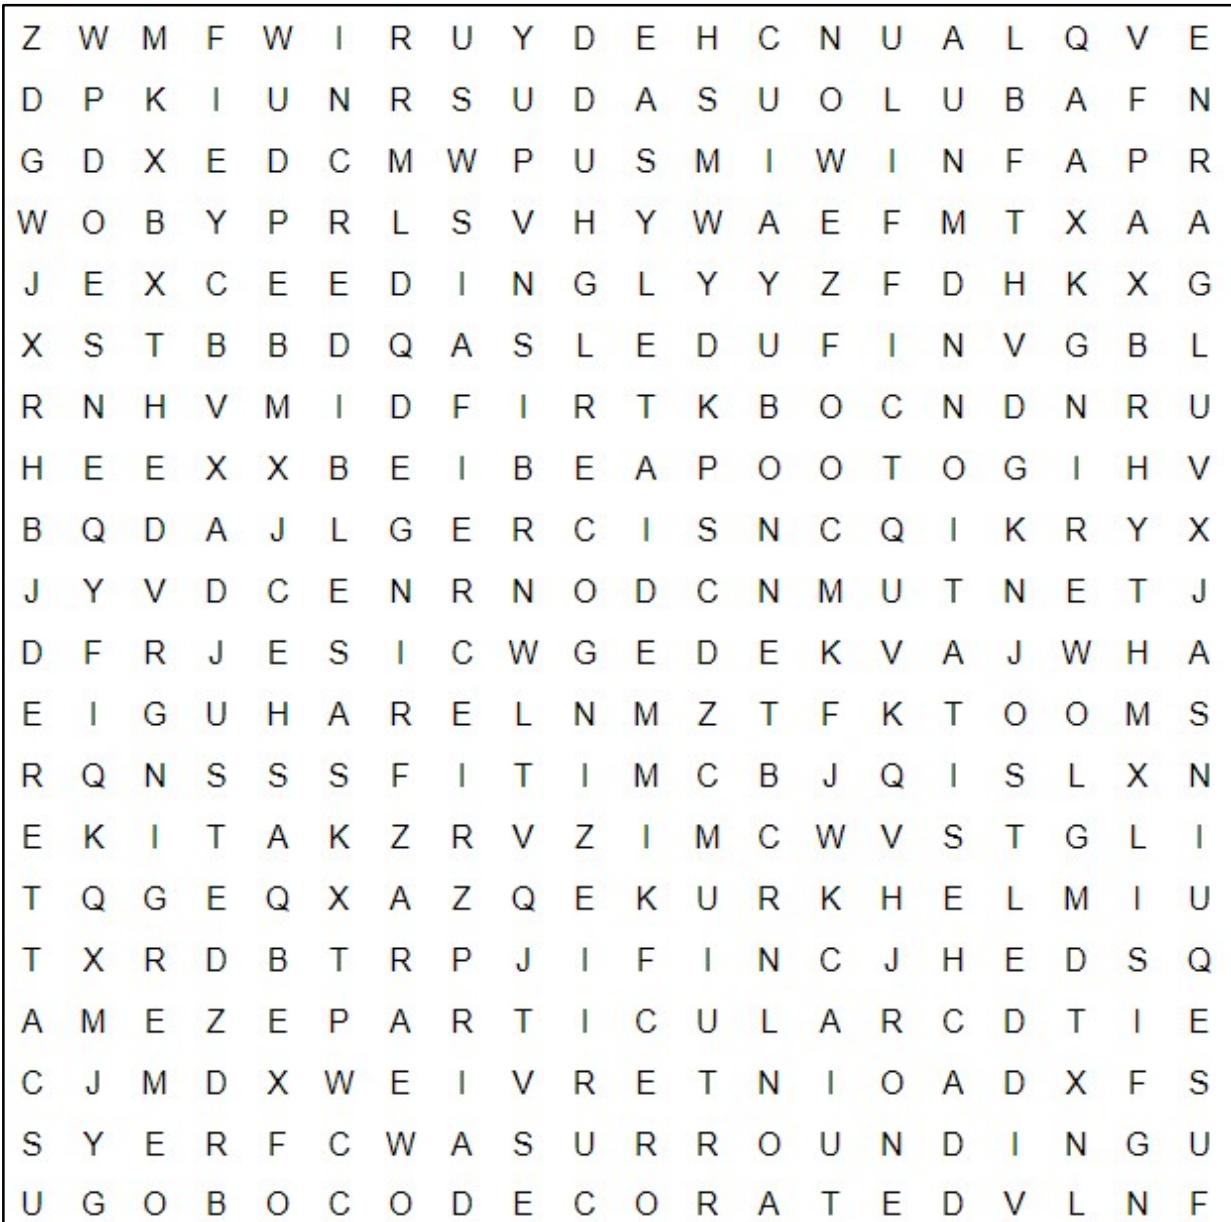 Z W M F W I R U Y D E H C N U A L Q V E
D P K I U N R S U D A S U O L U B A F N
G D X E D C M W P U S M I W I N F A P R
W O B Y P R L S V H Y W A E F M T X A A
J E X C E E D I N G L Y Y Z F D H K X G
X S T B B D Q A S L E D U F I N V G B L
R N H V M I D F I R T K B O C N D N R U
H E E X X B E I B E A P O O T O G I H V
B Q D A J L G E R C I S N C Q I K R Y X
J Y V D C E N R N O D C N M U T N E T J
D F R J E S I C W G E D E K V A J W H A
E I G U H A R E L N M Z T F K T O O M S
R Q N S S S F I T I M C B J Q I S L X N
E K I T A K Z R V Z I M C W V S T G L I
T Q G E Q X A Z Q E K U R K H E L M I U
T X R D B T R P J I F I N C J H E D S Q
A M E Z E P A R T I C U L A R C D T I E
C J M D X W E I V R E T N I O A D X F S
S Y E R F C W A S U R R O U N D I N G U
U G O B O C O D E C O R A T E D V L N F